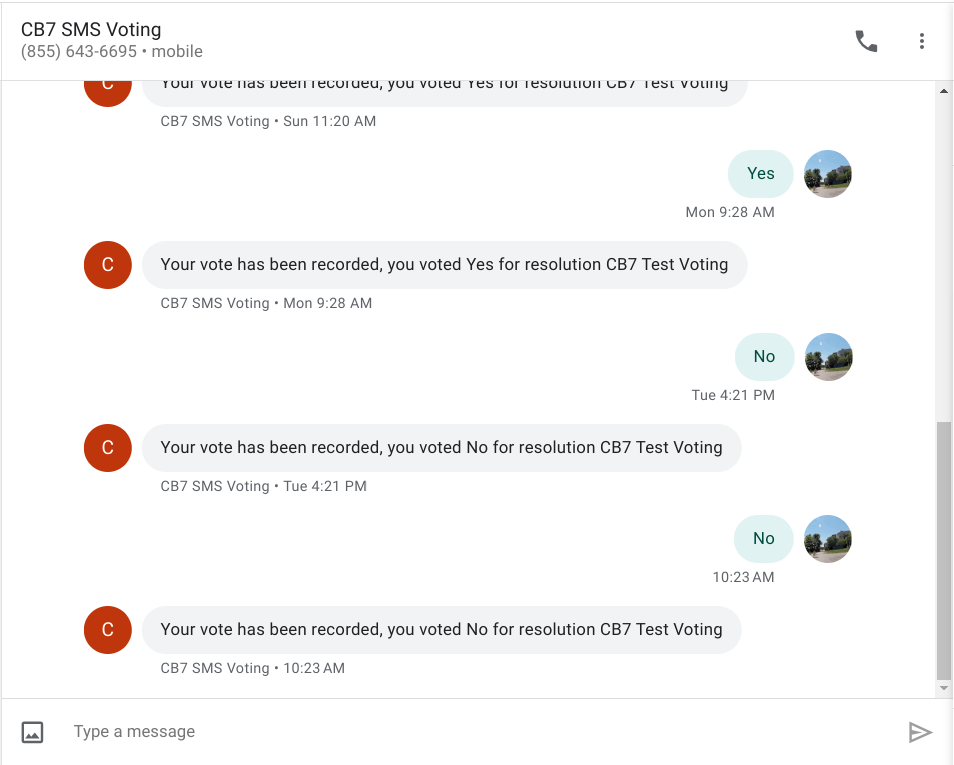 CB7 SMS Voting
(855) 643-6695 • mobile
C
Your vote has been recorded, you voted Yes for resolution CB7 Test Voting
CB7 SMS Voting • Sun 11:20 AM
Yes
Mon 9:28 AM
C
Your vote has been recorded, you voted Yes for resolution CB7 Test Voting
CB7 SMS Voting • Mon 9:28 AM
No
Tue 4:21 PM
C
Your vote has been recorded, you voted No for resolution CB7 Test Voting
CB7 SMS Voting • Tue 4:21 PM
No
10:23 AM
C
Your vote has been recorded, you voted No for resolution CB7 Test Voting
CB7 SMS Voting • 10:23 AM
Type a message